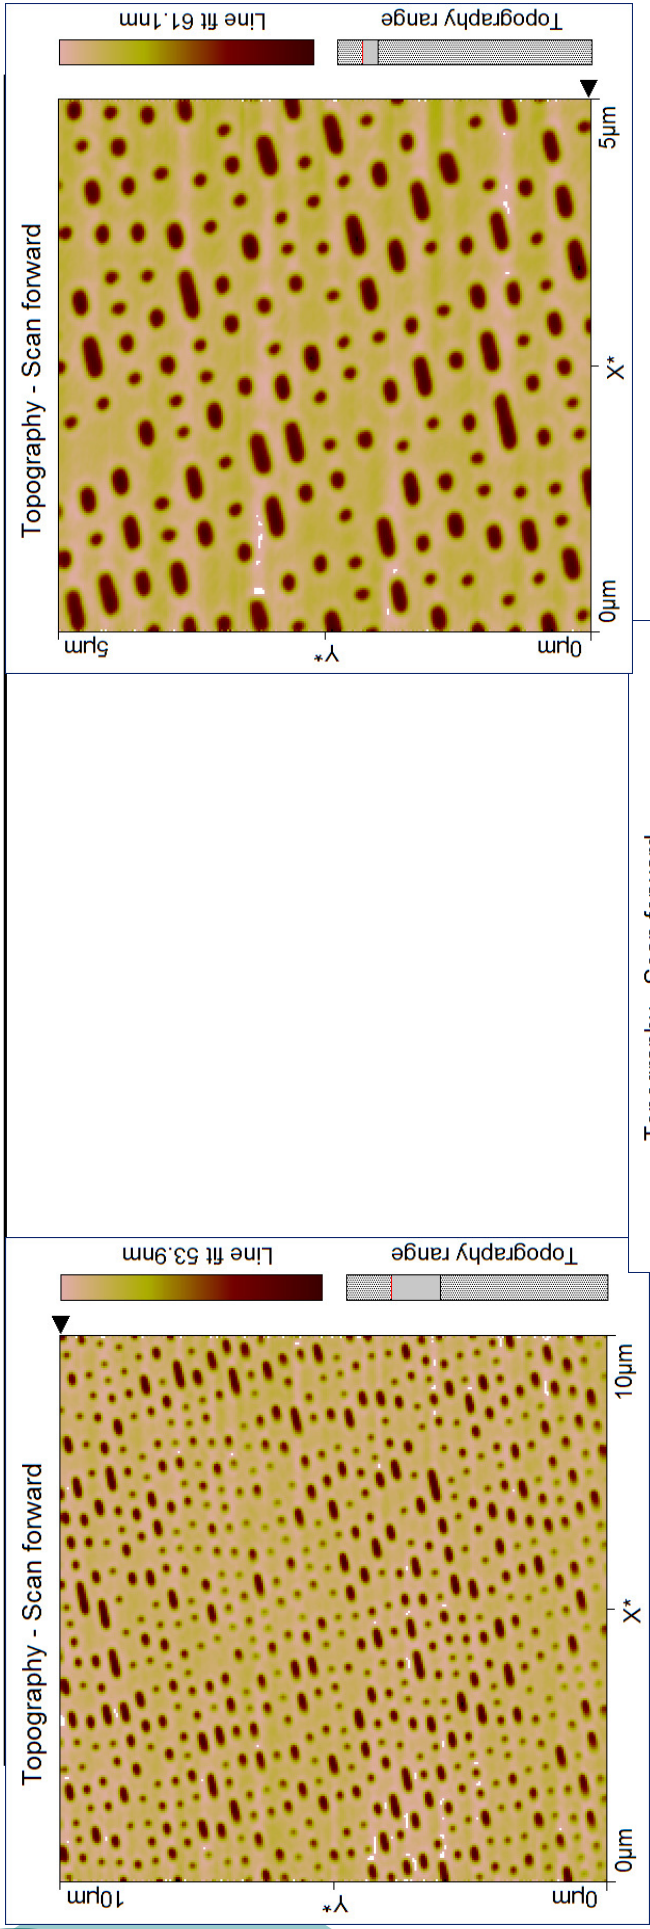 Line fit 61.1nm
Topography range
Topography - Scan forward
5µm
X*
0µm
5µm
Y*
0µm
Line fit 53.9nm
Topography range
Topography - Scan forward
10µm
X*
0µm
10µm
Y*
0µm